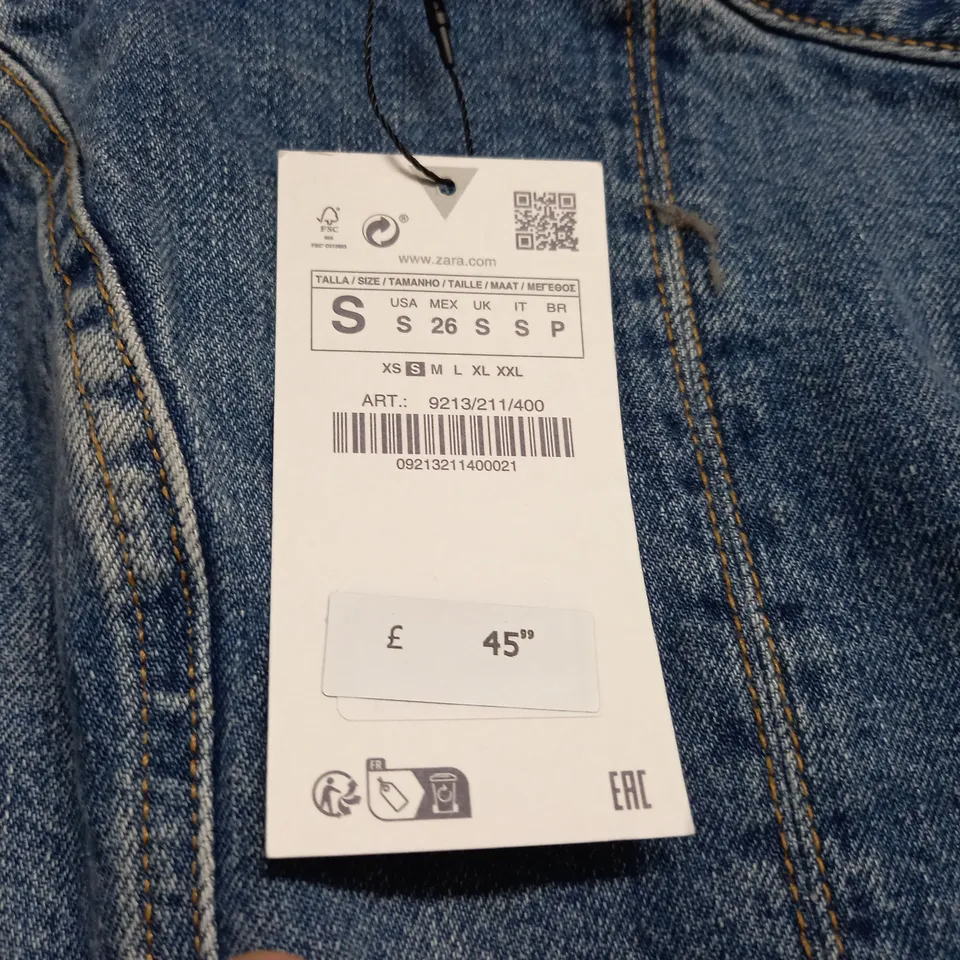 FSC
®
www.zara.com
TALLA / SIZE / TAMANHO / TAILLE / MAAT / ΜΕΓΕΘΟΣ
S
USA MEX UK IT BR
S 26 S S P
XS S M L XL XXL
ART.: 9213/211/400
09213211400021
£ 45⁹⁹
FR
EAC